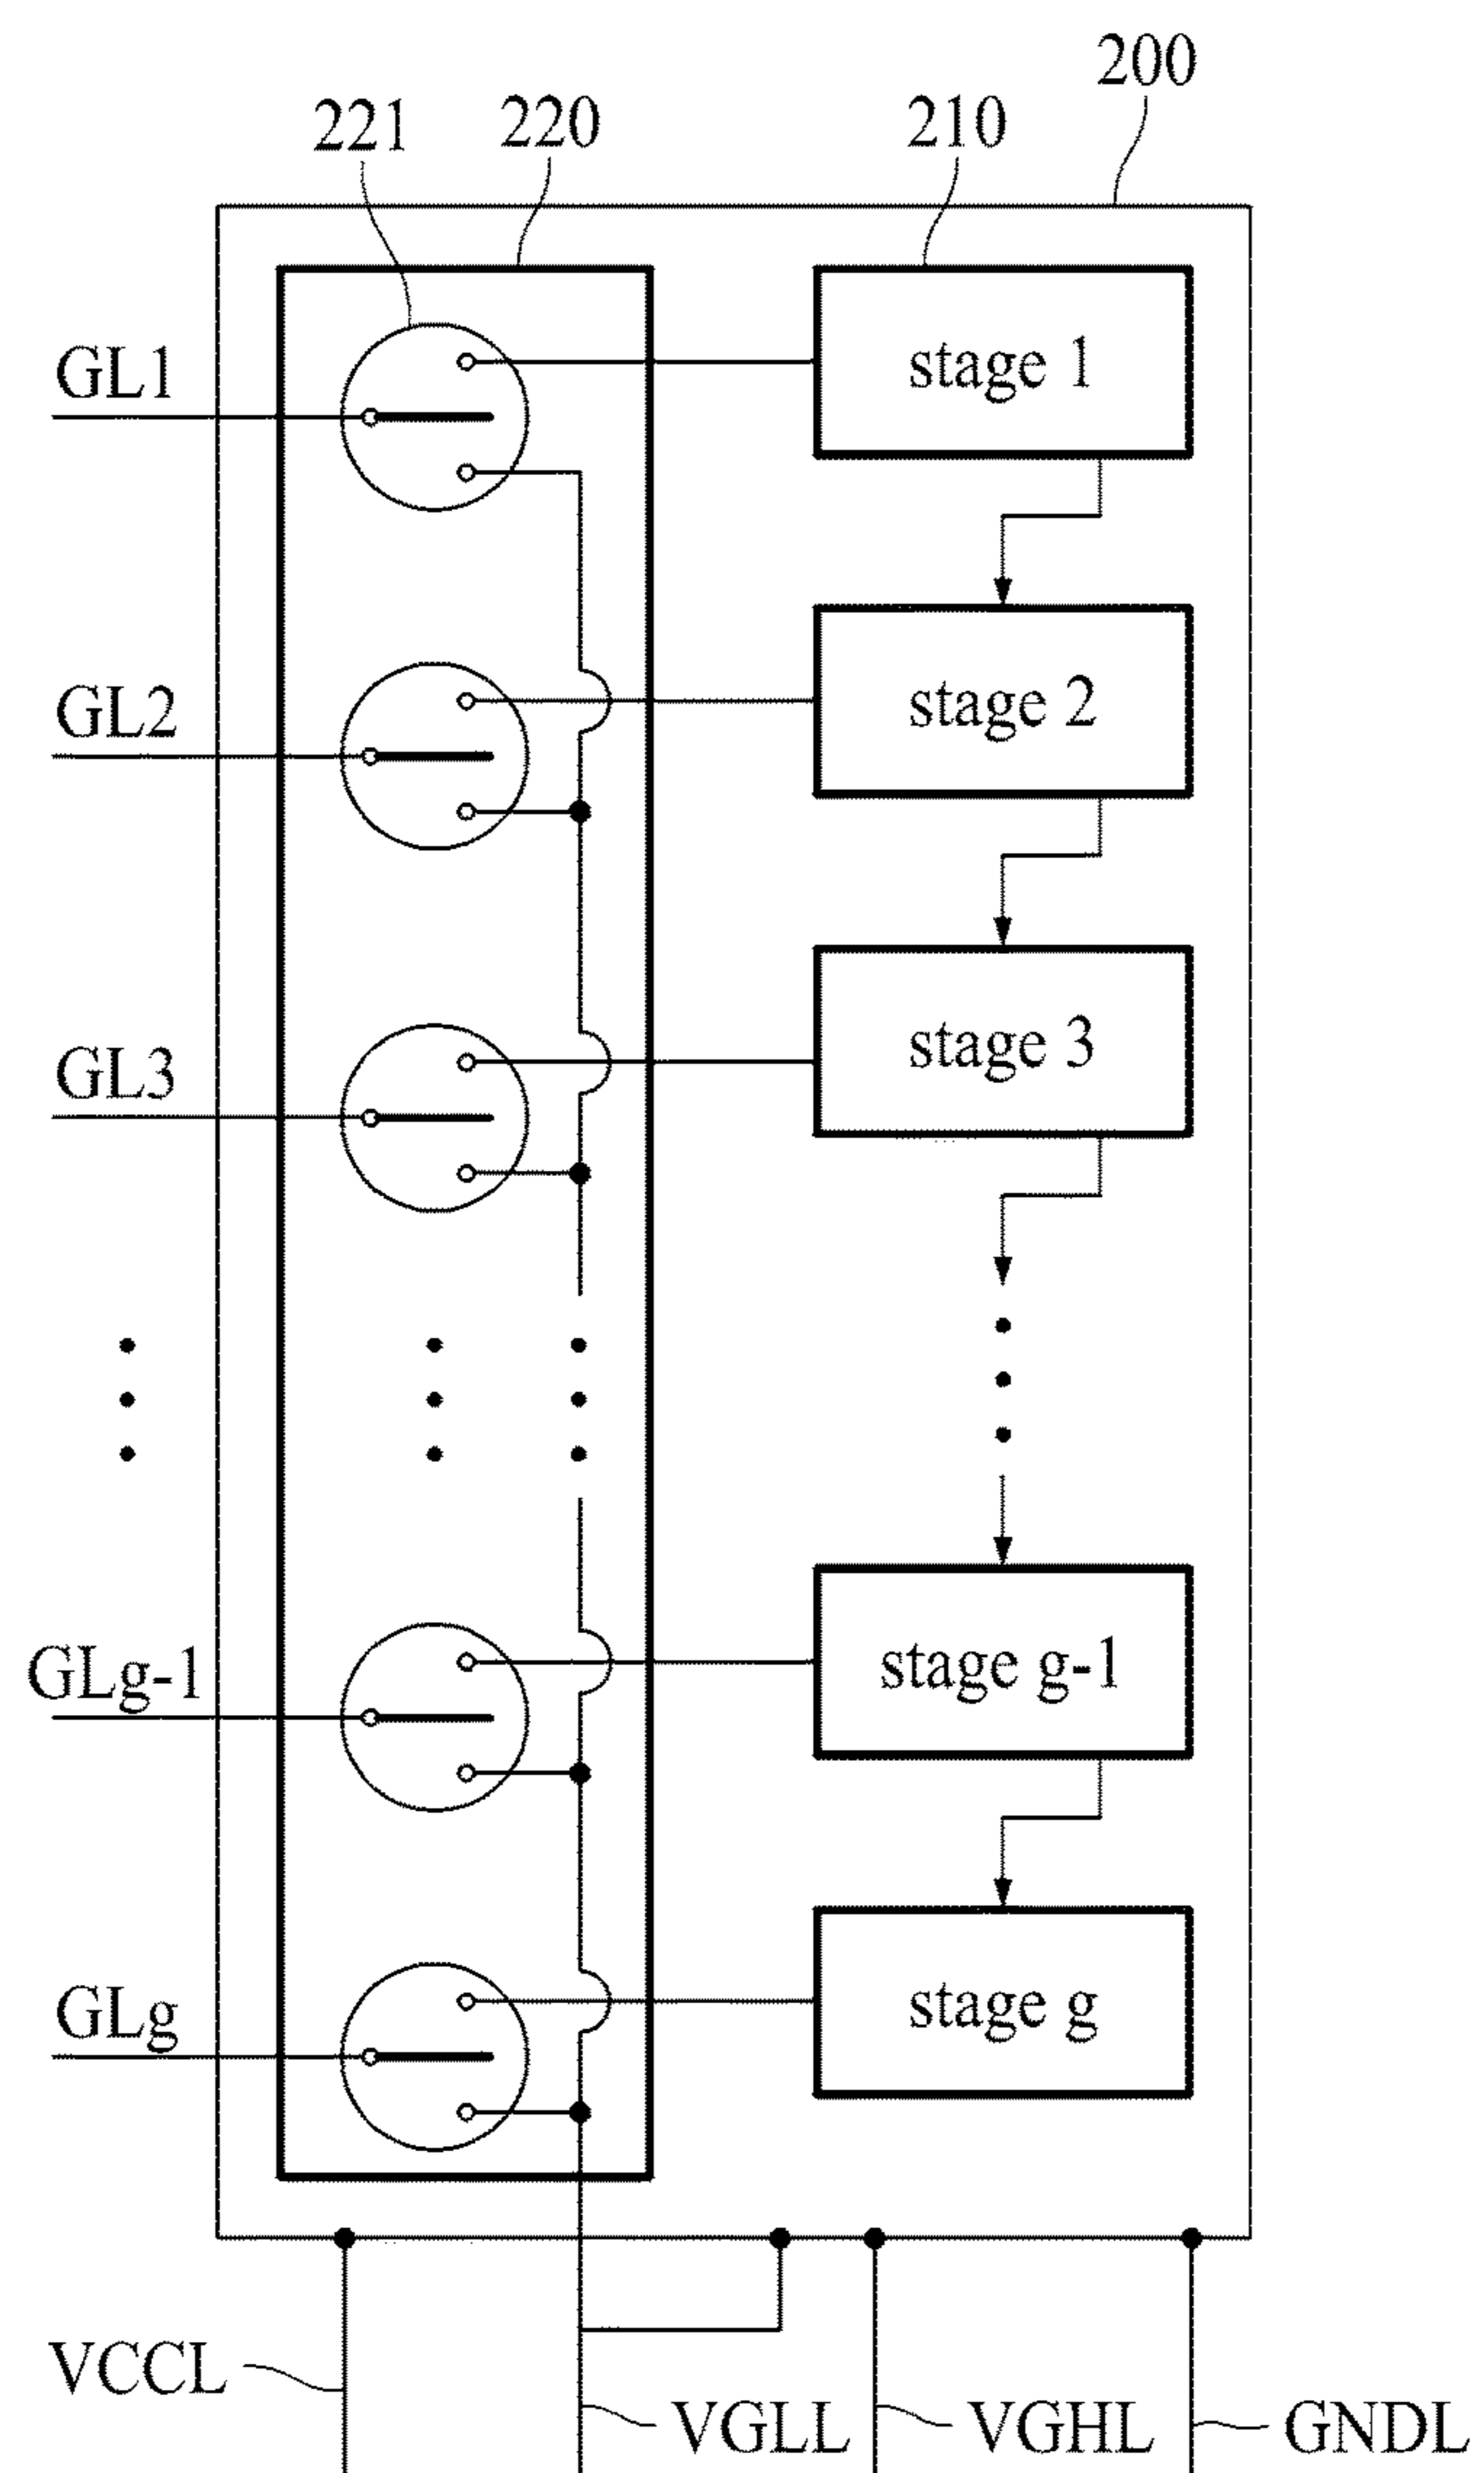 200
221 220 210
GL1 stage 1
GL2 stage 2
GL3 stage 3
GLg-1 stage g-1
GLg stage g
VCCL
VGLL VGHL GNDL